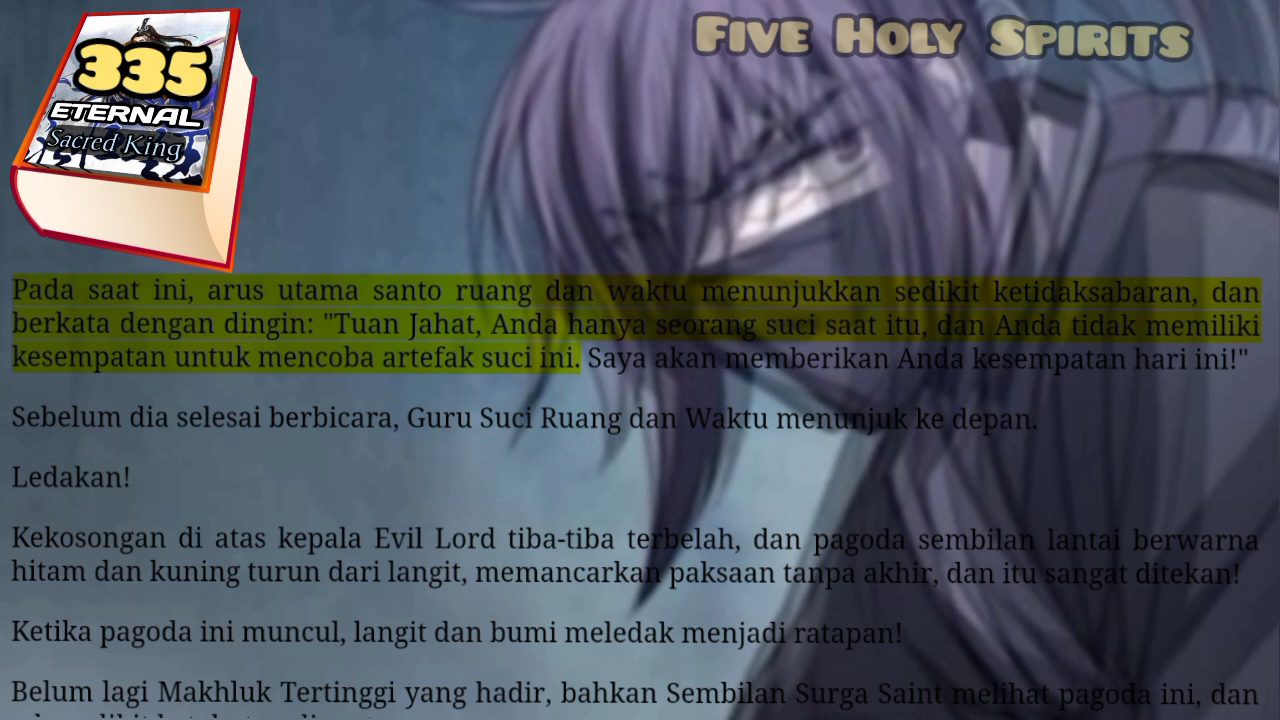 335
ETERNAL
Sacred King
Five Holy Spirits
Pada saat ini, arus utama santo ruang dan waktu menunjukkan sedikit ketidaksabaran, dan
berkata dengan dingin: "Tuan Jahat, Anda hanya seorang suci saat itu, dan Anda tidak memiliki
kesempatan untuk mencoba artefak suci ini. Saya akan memberikan Anda kesempatan hari ini!"
Sebelum dia selesai berbicara, Guru Suci Ruang dan Waktu menunjuk ke depan.
Ledakan!
Kekosongan di atas kepala Evil Lord tiba-tiba terbelah, dan pagoda sembilan lantai berwarna
hitam dan kuning turun dari langit, memancarkan paksaan tanpa akhir, dan itu sangat ditekan!
Ketika pagoda ini muncul, langit dan bumi meledak menjadi ratapan!
Belum lagi Makhluk Tertinggi yang hadir, bahkan Sembilan Surga Saint melihat pagoda ini, dan